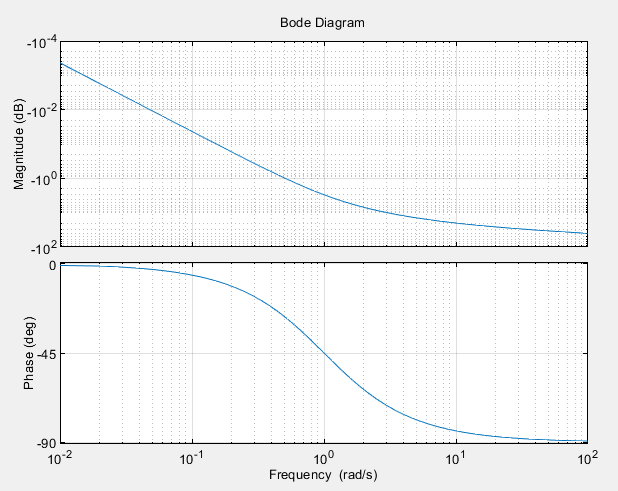 Bode Diagram
Magnitude (dB)
-10⁻⁴
-10⁻²
-10⁰
-10²
Phase (deg)
0
-45
-90
10⁻² 10⁻¹ 10⁰ 10¹ 10²
Frequency (rad/s)